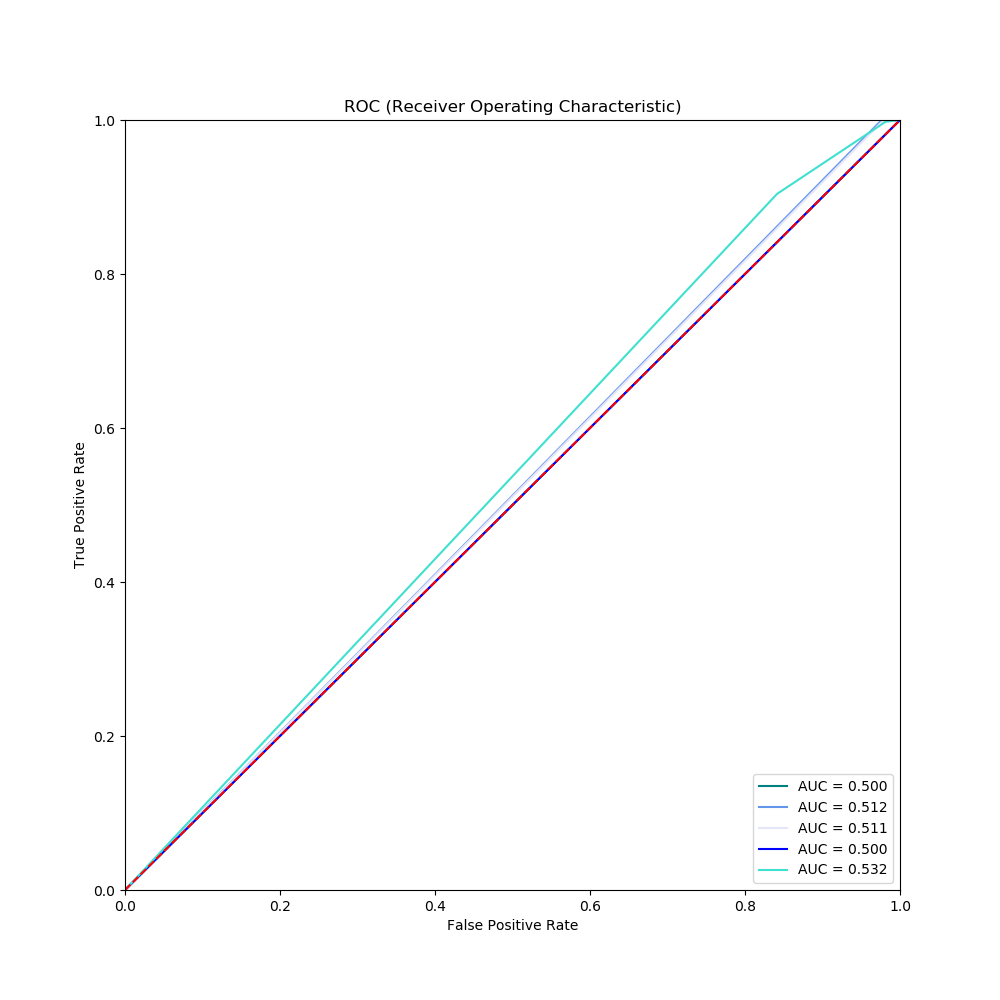 ROC (Receiver Operating Characteristic)
1.0
0.8
0.6
0.4
0.2
0.0
True Positive Rate
0.0 0.2 0.4 0.6 0.8 1.0
False Positive Rate
AUC = 0.500
AUC = 0.512
AUC = 0.511
AUC = 0.500
AUC = 0.532